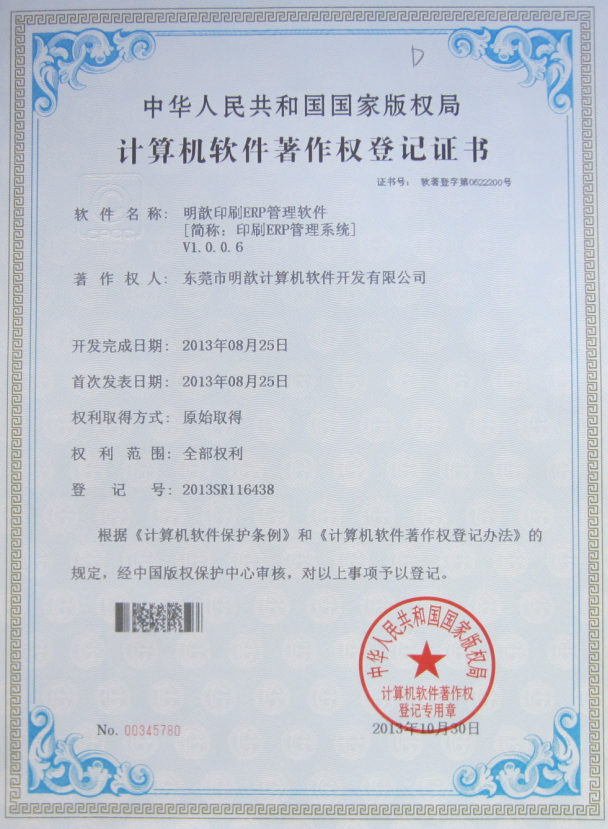 D
中华人民共和国国家版权局
计算机软件著作权登记证书
证书号： 软著登字第0622200号
软件名称： 明歆印刷ERP管理软件
[简称：印刷ERP管理系统]
V1.0.0.6
著作权人： 东莞市明歆计算机软件开发有限公司
开发完成日期： 2013年08月25日
首次发表日期： 2013年08月25日
权利取得方式： 原始取得
权利范围： 全部权利
登记号： 2013SR116438
根据《计算机软件保护条例》和《计算机软件著作权登记办法》的
规定，经中国版权保护中心审核，对以上事项予以登记。
中华人民共和国国家版权局
计算机软件著作权
登记专用章
No. 00345780
2013年10月30日